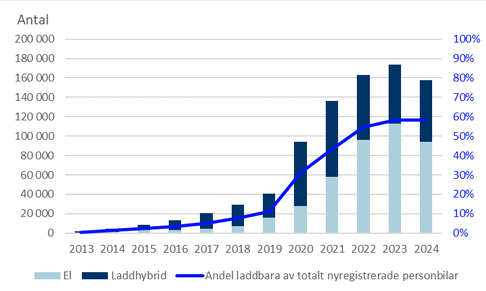 Antal
200 000 100%
180 000 90%
160 000 80%
140 000 70%
120 000 60%
100 000 50%
80 000 40%
60 000 30%
40 000 20%
20 000 10%
0 0%
2013 2014 2015 2016 2017 2018 2019 2020 2021 2022 2023 2024
El Laddhybrid Andel laddbara av totalt nyregistrerade personbilar